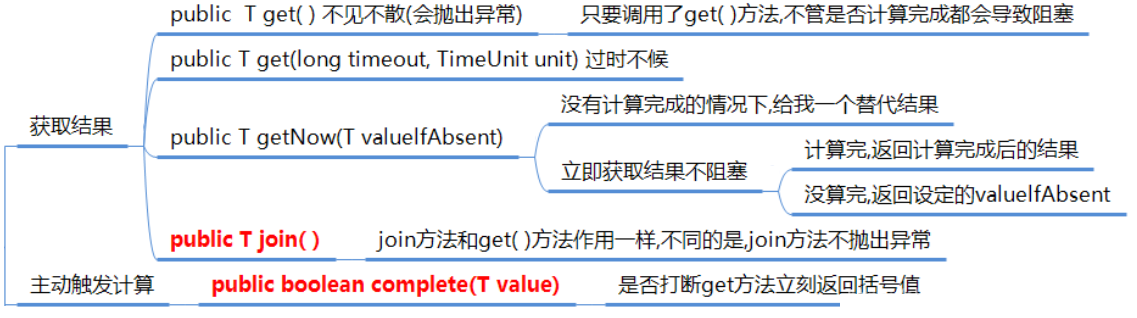 public T get( ) 不见不散(会抛出异常)
只要调用了get( )方法,不管是否计算完成都会导致阻塞
public T get(long timeout, TimeUnit unit) 过时不候
获取结果
public T getNow(T valuelfAbsent)
没有计算完成的情况下,给我一个替代结果
立即获取结果不阻塞
计算完,返回计算完成后的结果
没算完,返回设定的valuelfAbsent
public T join( )
join方法和get( )方法作用一样,不同的是,join方法不抛出异常
主动触发计算
public boolean complete(T value)
是否打断get方法立刻返回括号值